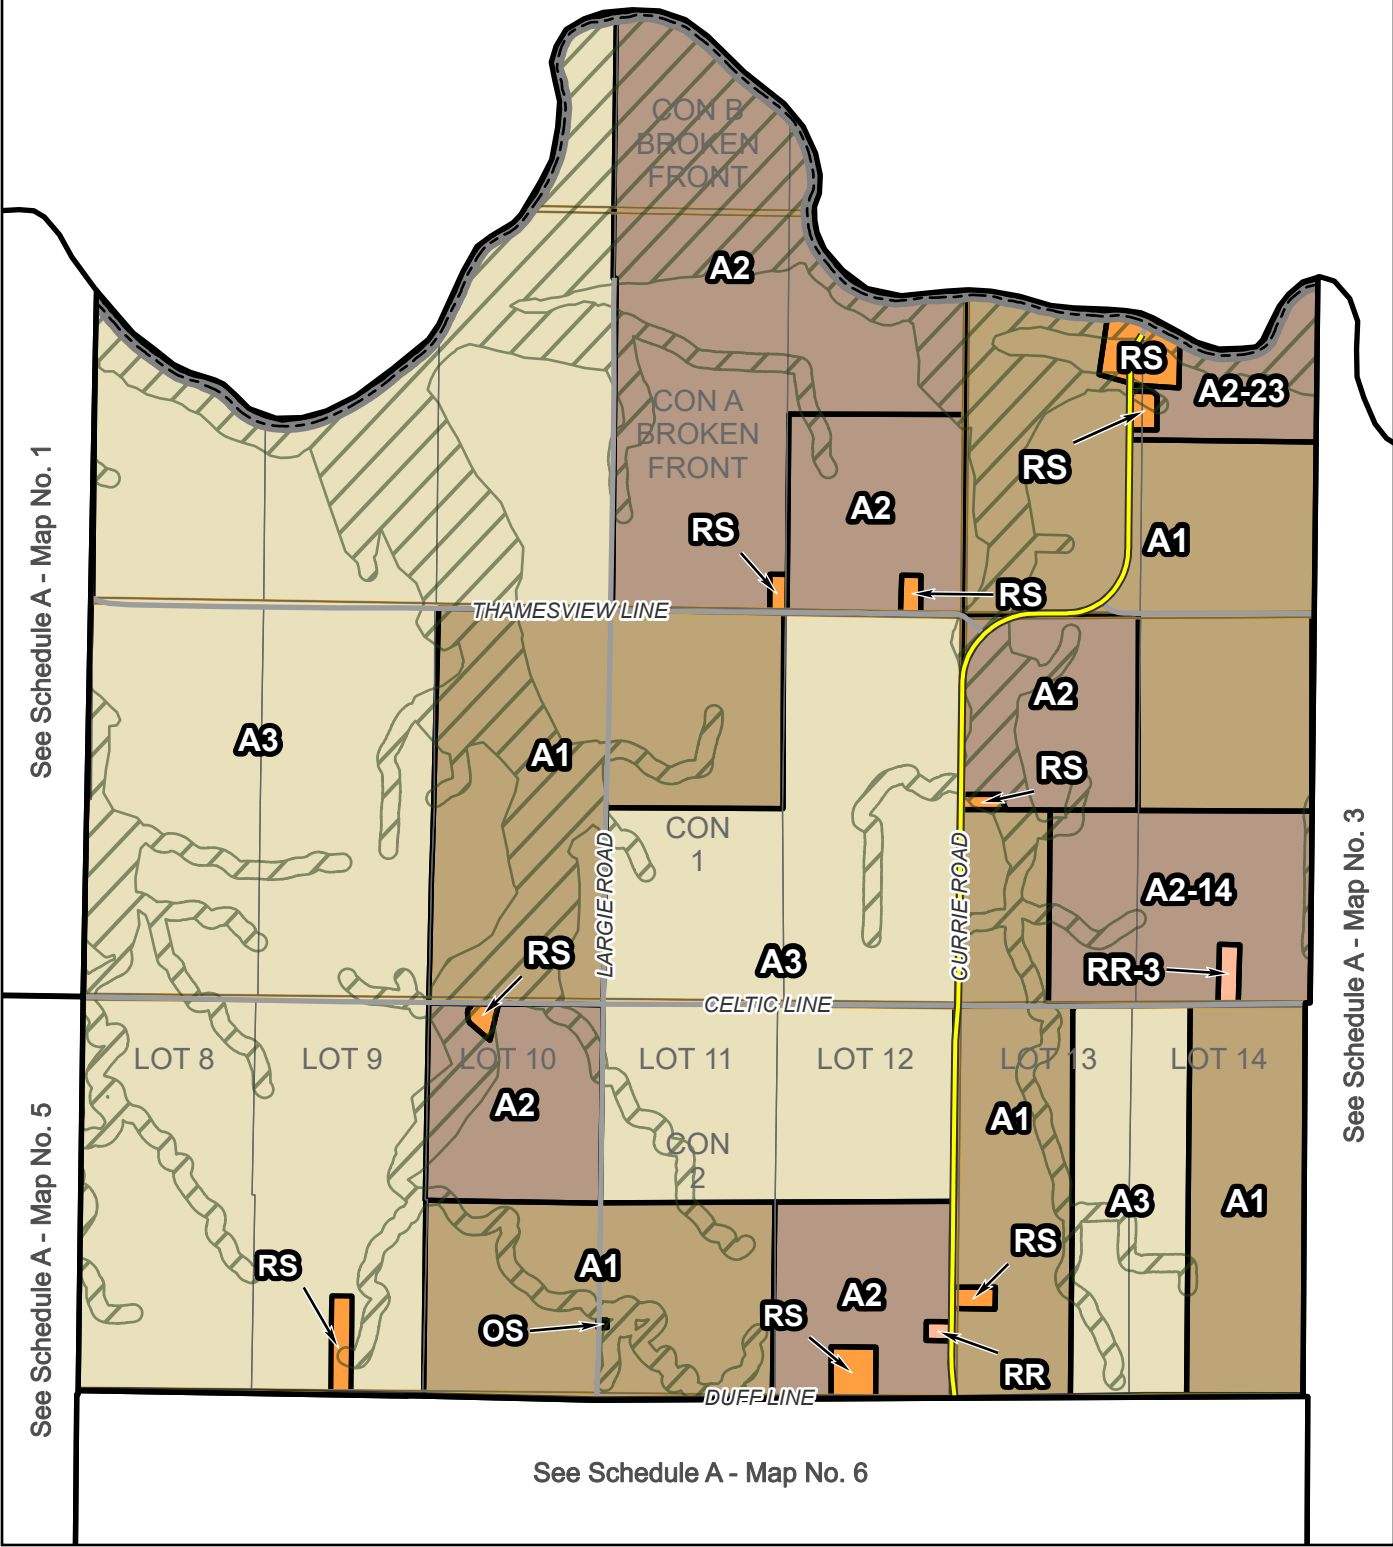 CON B
BROKEN
FRONT
A2
RS
A2-23
CON A
BROKEN
FRONT
RS
A2
RS
A1
RS
THAMESVIEW LINE
See Schedule A - Map No. 1
A3
A1
A2
RS
CON
1
LARGIE ROAD
CURRIE ROAD
A2-14
RS
A3
RR-3
See Schedule A - Map No. 3
CELTIC LINE
LOT 8
LOT 9
LOT 10
LOT 11
LOT 12
LOT 13
LOT 14
A2
A1
CON
2
A3
A1
See Schedule A - Map No. 5
RS
A1
RS
A2
OS
RS
RR
DUFF LINE
See Schedule A - Map No. 6